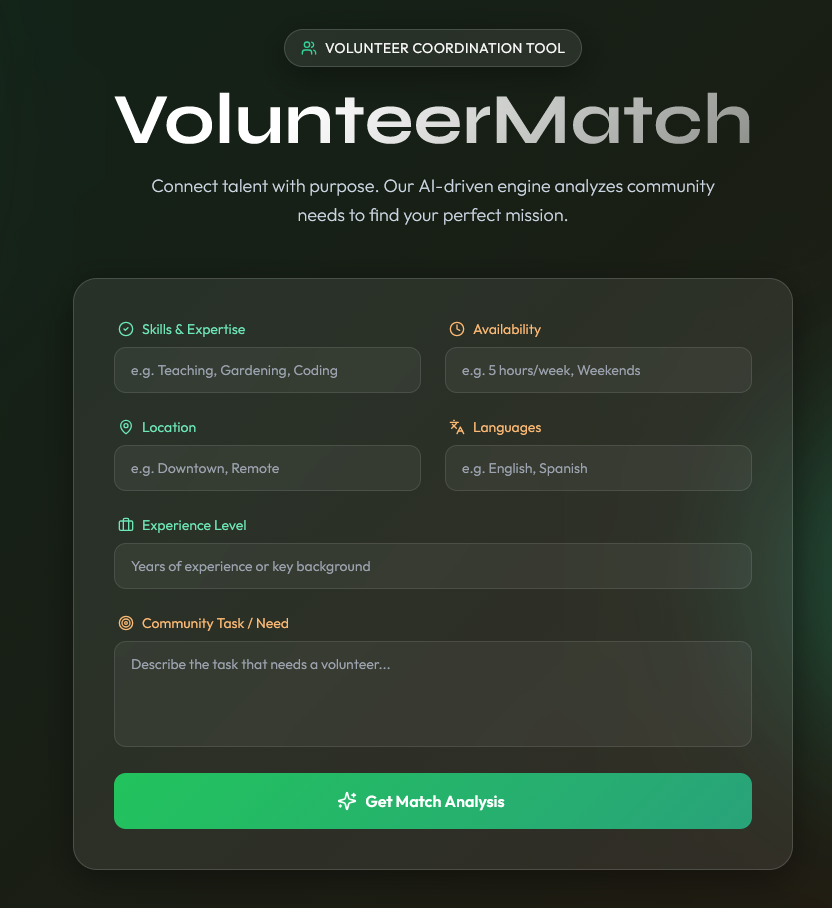 VOLUNTEER COORDINATION TOOL
VolunteerMatch
Connect talent with purpose. Our AI-driven engine analyzes community
needs to find your perfect mission.
Skills & Expertise
e.g. Teaching, Gardening, Coding
Availability
e.g. 5 hours/week, Weekends
Location
e.g. Downtown, Remote
Languages
e.g. English, Spanish
Experience Level
Years of experience or key background
Community Task / Need
Describe the task that needs a volunteer...
Get Match Analysis